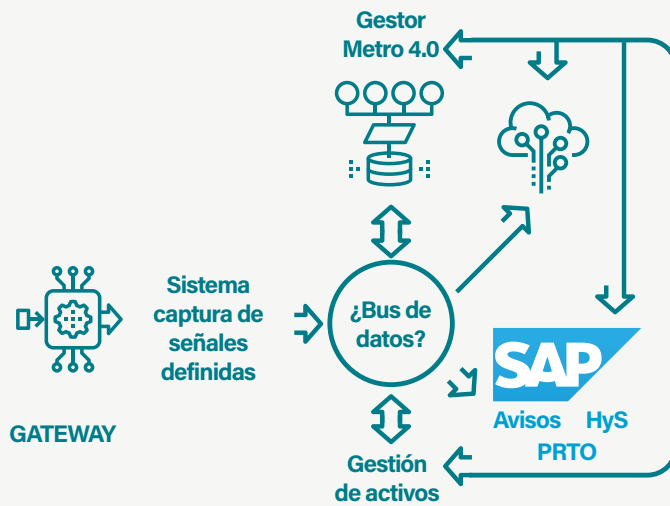 Gestor
Metro 4.0
Sistema
captura de
señales
definidas
¿Bus de
datos?
GATEWAY
SAP
Avisos HyS
PRTO
Gestión
de activos